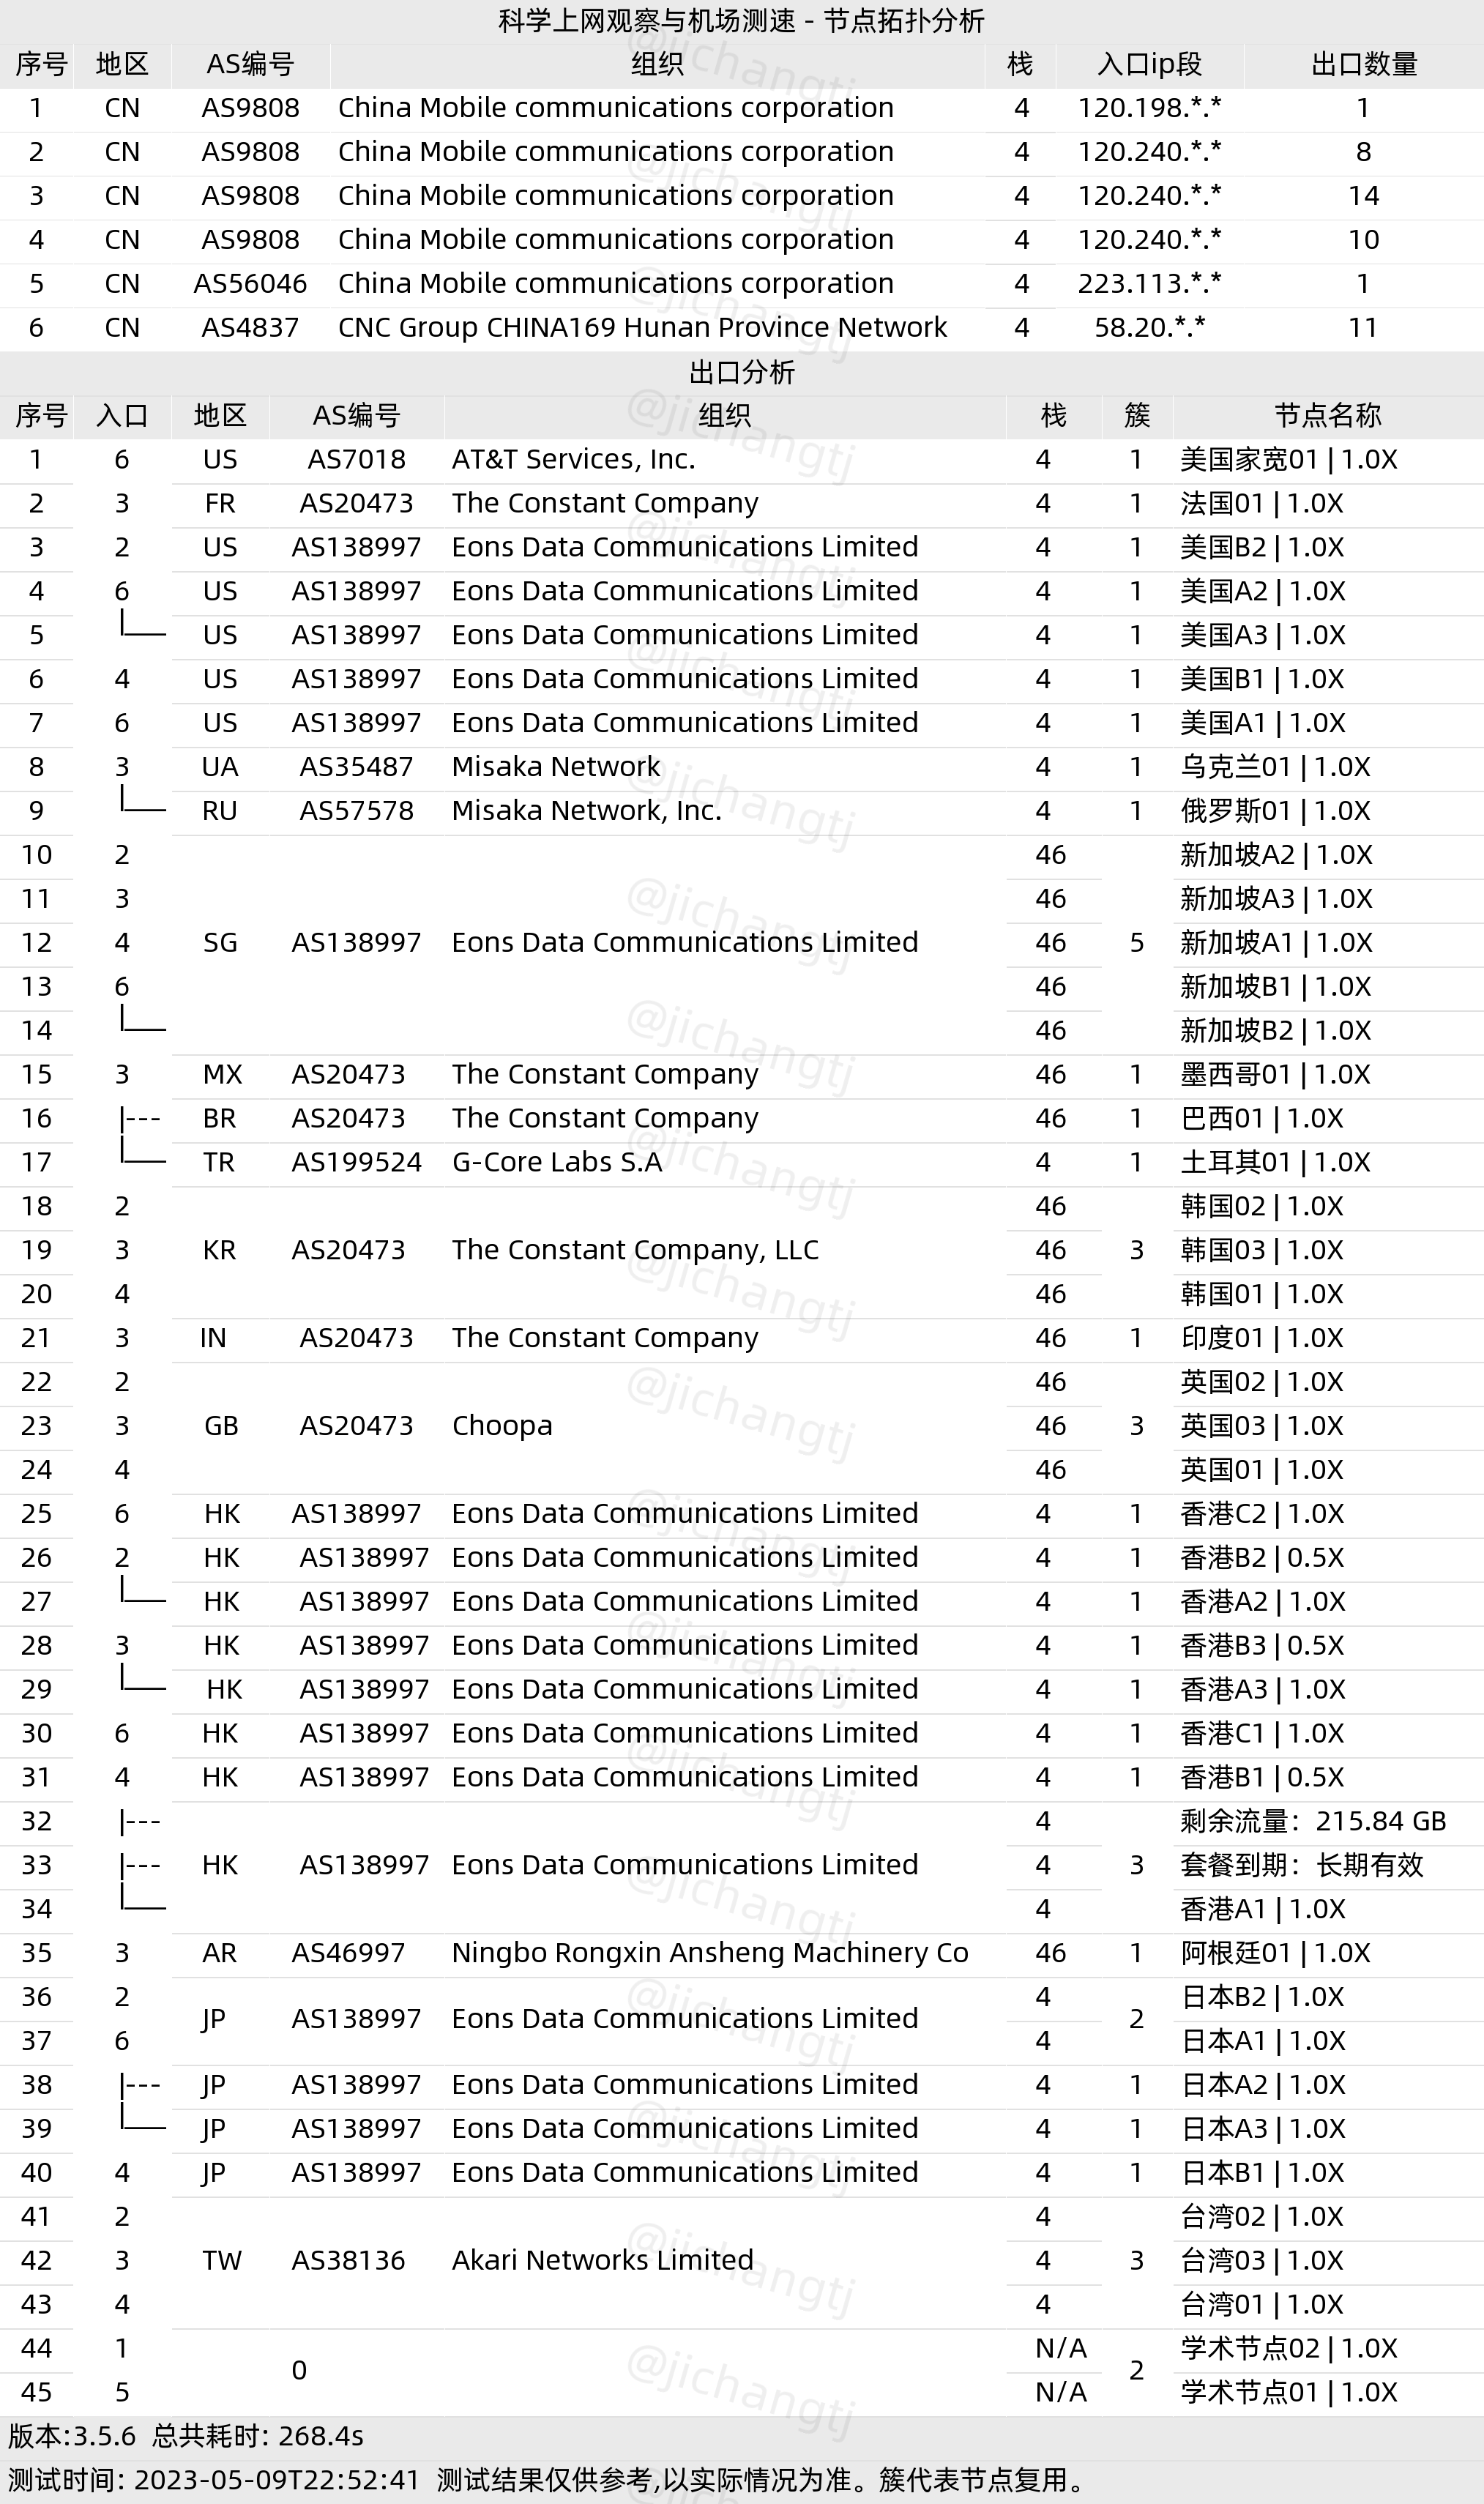 科学上网观察与机场测速 - 节点拓扑分析
序号 地区 AS编号 组织 栈 入口ip段 出口数量
1 CN AS9808 China Mobile communications corporation 4 120.198.*.* 1
2 CN AS9808 China Mobile communications corporation 4 120.240.*.* 8
3 CN AS9808 China Mobile communications corporation 4 120.240.*.* 14
4 CN AS9808 China Mobile communications corporation 4 120.240.*.* 10
5 CN AS56046 China Mobile communications corporation 4 223.113.*.* 1
6 CN AS4837 CNC Group CHINA169 Hunan Province Network 4 58.20.*.* 11
出口分析
序号 入口 地区 AS编号 组织 栈 簇 节点名称
1 6 US AS7018 AT&T Services, Inc. 4 1 美国家宽01 | 1.0X
2 3 FR AS20473 The Constant Company 4 1 法国01 | 1.0X
3 2 US AS138997 Eons Data Communications Limited 4 1 美国B2 | 1.0X
4 6 US AS138997 Eons Data Communications Limited 4 1 美国A2 | 1.0X
5 US AS138997 Eons Data Communications Limited 4 1 美国A3 | 1.0X
6 4 US AS138997 Eons Data Communications Limited 4 1 美国B1 | 1.0X
7 6 US AS138997 Eons Data Communications Limited 4 1 美国A1 | 1.0X
8 3 UA AS35487 Misaka Network 4 1 乌克兰01 | 1.0X
9 RU AS57578 Misaka Network, Inc. 4 1 俄罗斯01 | 1.0X
10 2 46 新加坡A2 | 1.0X
11 3 46 新加坡A3 | 1.0X
12 4 SG AS138997 Eons Data Communications Limited 46 5 新加坡A1 | 1.0X
13 6 46 新加坡B1 | 1.0X
14 46 新加坡B2 | 1.0X
15 3 MX AS20473 The Constant Company 46 1 墨西哥01 | 1.0X
16 |--- BR AS20473 The Constant Company 46 1 巴西01 | 1.0X
17 TR AS199524 G-Core Labs S.A 4 1 土耳其01 | 1.0X
18 2 46 韩国02 | 1.0X
19 3 KR AS20473 The Constant Company, LLC 46 3 韩国03 | 1.0X
20 4 46 韩国01 | 1.0X
21 3 IN AS20473 The Constant Company 46 1 印度01 | 1.0X
22 2 46 英国02 | 1.0X
23 3 GB AS20473 Choopa 46 3 英国03 | 1.0X
24 4 46 英国01 | 1.0X
25 6 HK AS138997 Eons Data Communications Limited 4 1 香港C2 | 1.0X
26 2 HK AS138997 Eons Data Communications Limited 4 1 香港B2 | 0.5X
27 HK AS138997 Eons Data Communications Limited 4 1 香港A2 | 1.0X
28 3 HK AS138997 Eons Data Communications Limited 4 1 香港B3 | 0.5X
29 HK AS138997 Eons Data Communications Limited 4 1 香港A3 | 1.0X
30 6 HK AS138997 Eons Data Communications Limited 4 1 香港C1 | 1.0X
31 4 HK AS138997 Eons Data Communications Limited 4 1 香港B1 | 0.5X
32 |--- 4 剩余流量：215.84 GB
33 |--- HK AS138997 Eons Data Communications Limited 4 3 套餐到期：长期有效
34 4 香港A1 | 1.0X
35 3 AR AS46997 Ningbo Rongxin Ansheng Machinery Co 46 1 阿根廷01 | 1.0X
36 2 4 日本B2 | 1.0X
JP AS138997 Eons Data Communications Limited 2
37 6 4 日本A1 | 1.0X
38 |--- JP AS138997 Eons Data Communications Limited 4 1 日本A2 | 1.0X
39 JP AS138997 Eons Data Communications Limited 4 1 日本A3 | 1.0X
40 4 JP AS138997 Eons Data Communications Limited 4 1 日本B1 | 1.0X
41 2 4 台湾02 | 1.0X
42 3 TW AS38136 Akari Networks Limited 4 3 台湾03 | 1.0X
43 4 4 台湾01 | 1.0X
44 1 N/A 学术节点02 | 1.0X
0 2
45 5 N/A 学术节点01 | 1.0X
版本:3.5.6 总共耗时: 268.4s
测试时间: 2023-05-09T22:52:41 测试结果仅供参考,以实际情况为准。簇代表节点复用。
@jichangtj